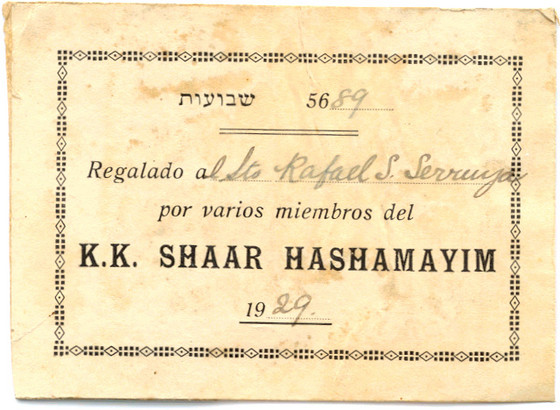 שבועות 5689
Regalado al Sto Rafael S. Serruya
por varios miembros del
K.K. SHAAR HASHAMAYIM
1929.